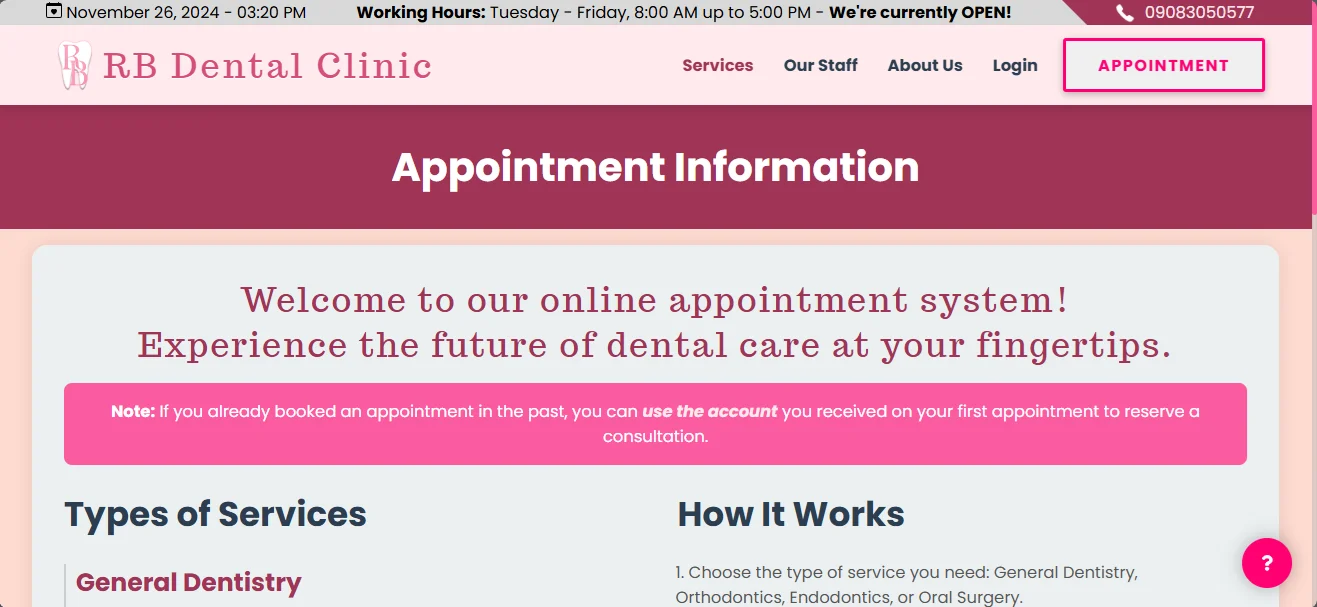 November 26, 2024 - 03:20 PM
Working Hours: Tuesday - Friday, 8:00 AM up to 5:00 PM - We're currently OPEN!
09083050577
RB
RB Dental Clinic
Services
Our Staff
About Us
Login
APPOINTMENT
Appointment Information
Welcome to our online appointment system!
Experience the future of dental care at your fingertips.
Note: If you already booked an appointment in the past, you can use the account you received on your first appointment to reserve a
consultation.
Types of Services
General Dentistry
How It Works
1. Choose the type of service you need: General Dentistry,
Orthodontics, Endodontics, or Oral Surgery.
?